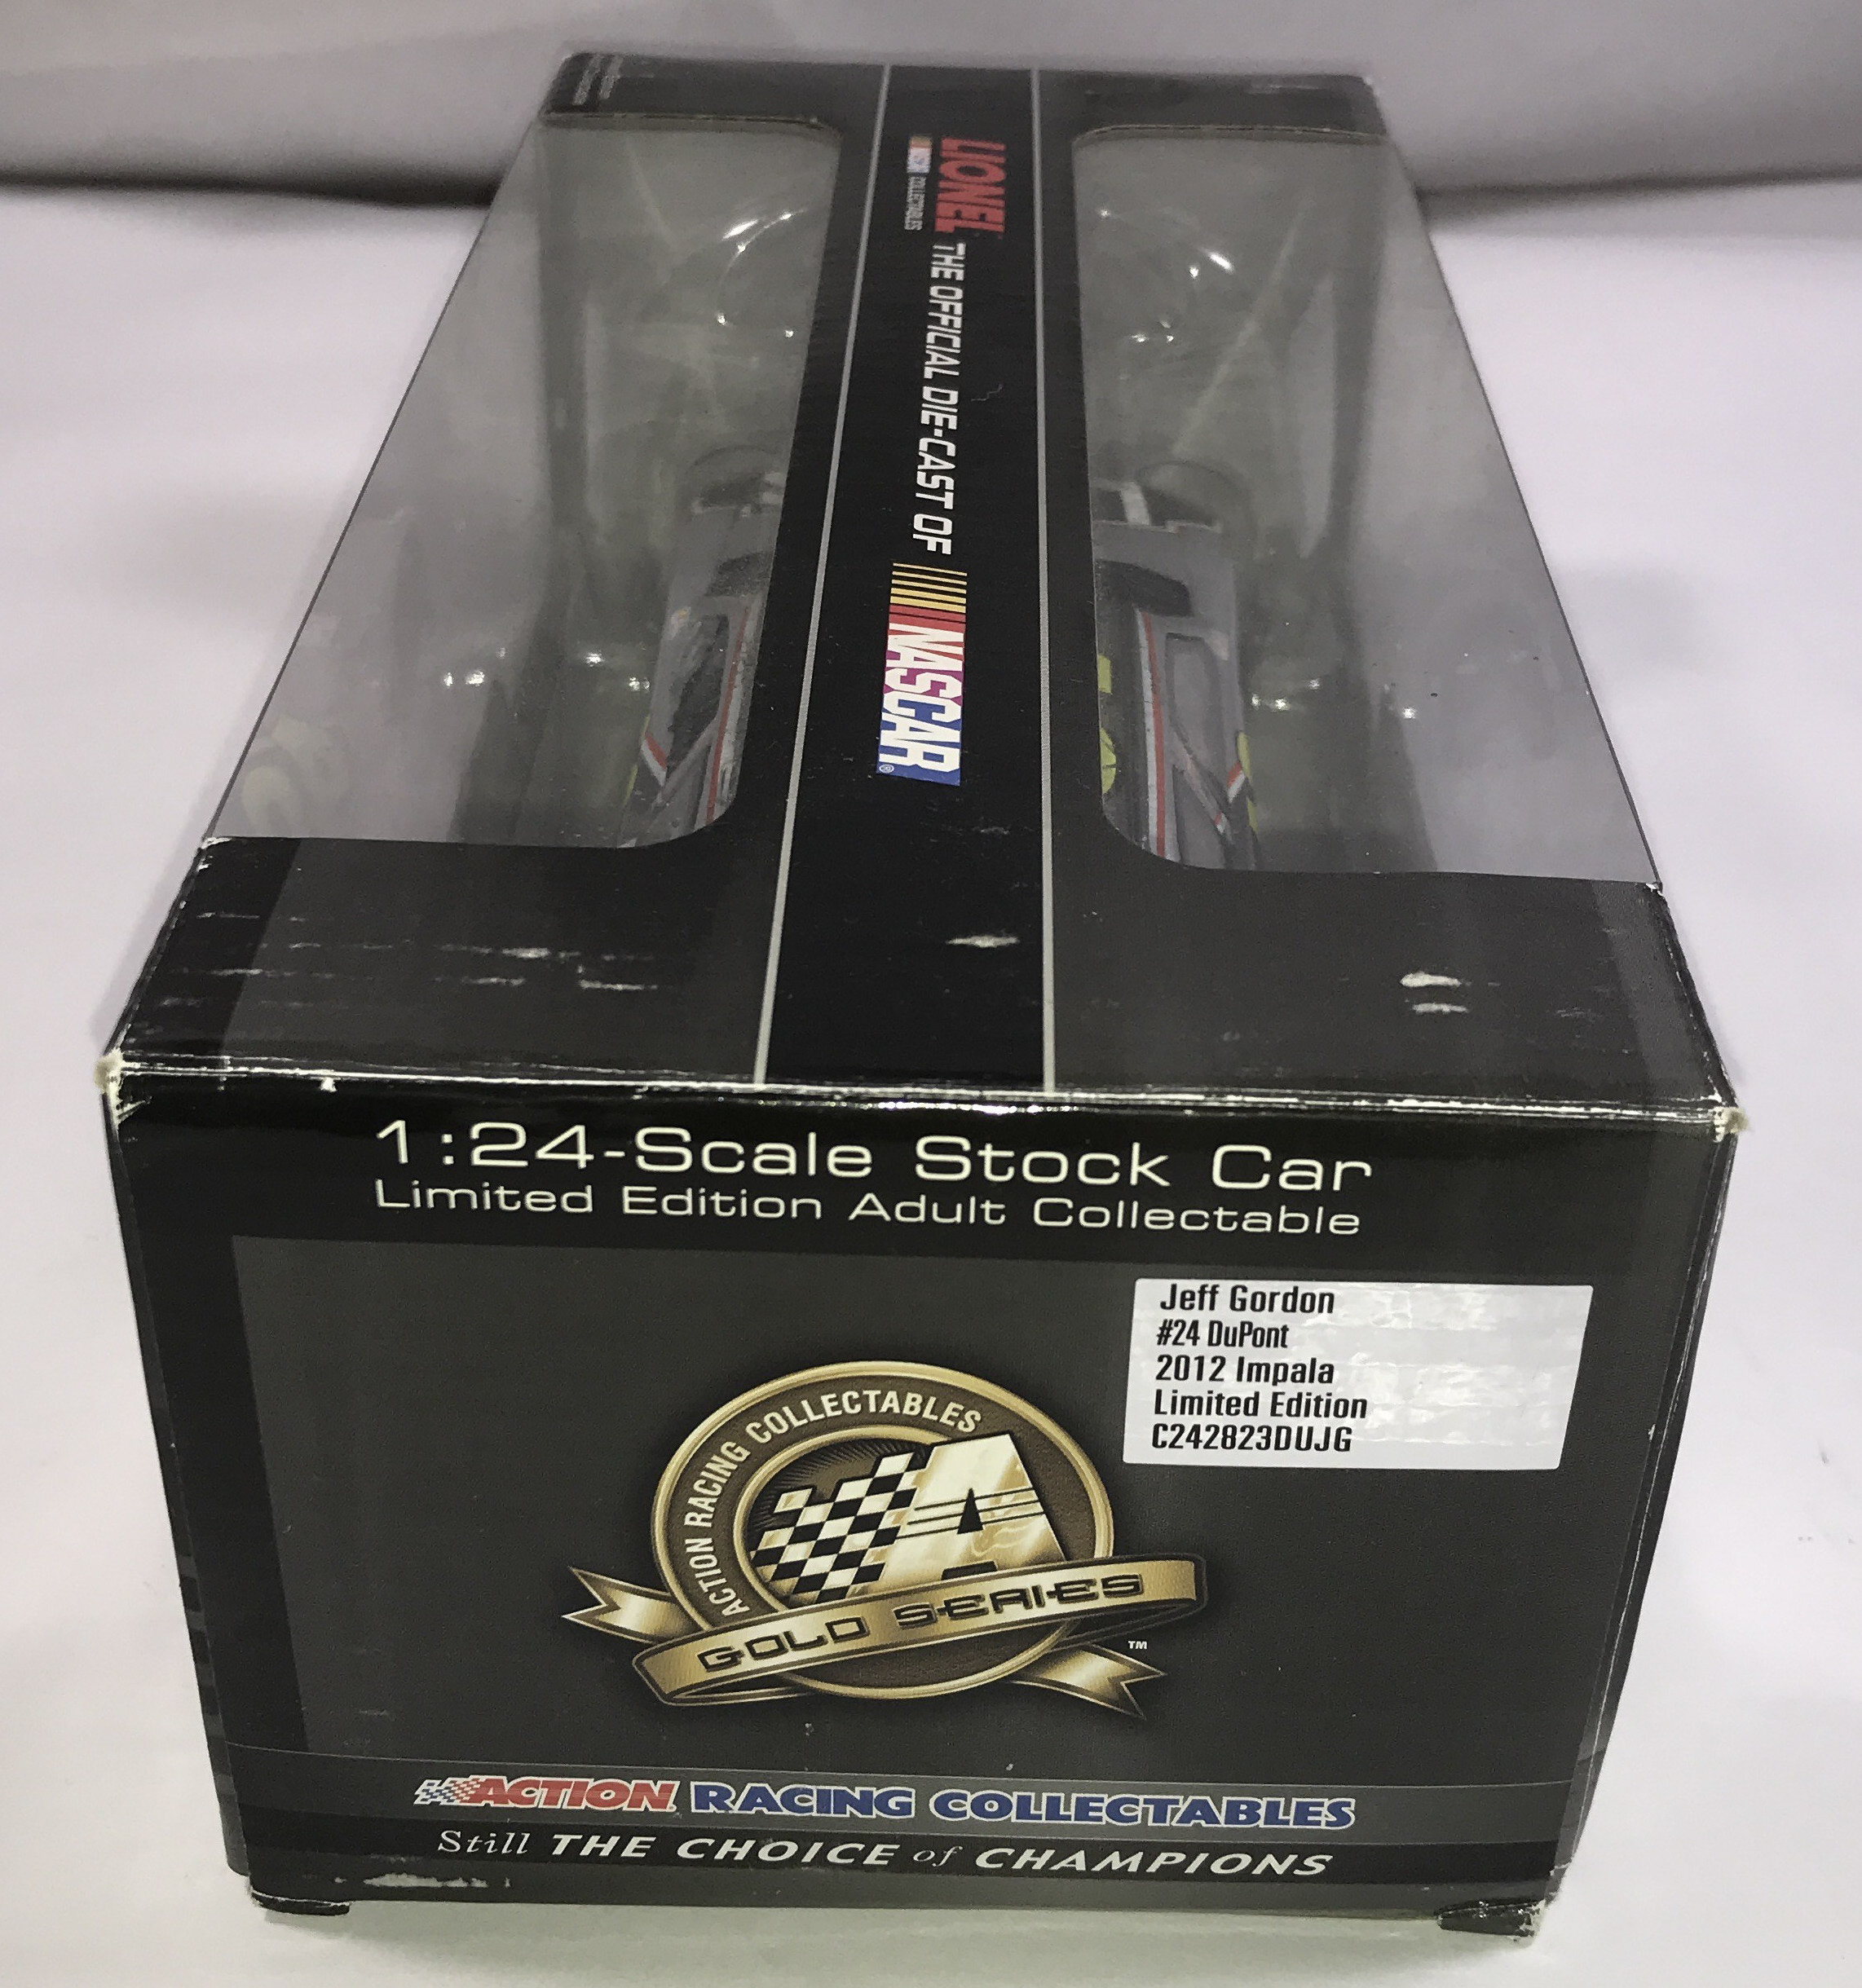 LIONEL
NASCAR COLLECTABLES
THE OFFICIAL DIE-CAST OF
NASCAR®
1:24-Scale Stock Car
Limited Edition Adult Collectable
Jeff Gordon
#24 DuPont
2012 Impala
Limited Edition
C242823DUJG
ACTION RACING COLLECTABLES
A
GOLD SERIES
TM
ACTION RACING COLLECTABLES
Still THE CHOICE of CHAMPIONS